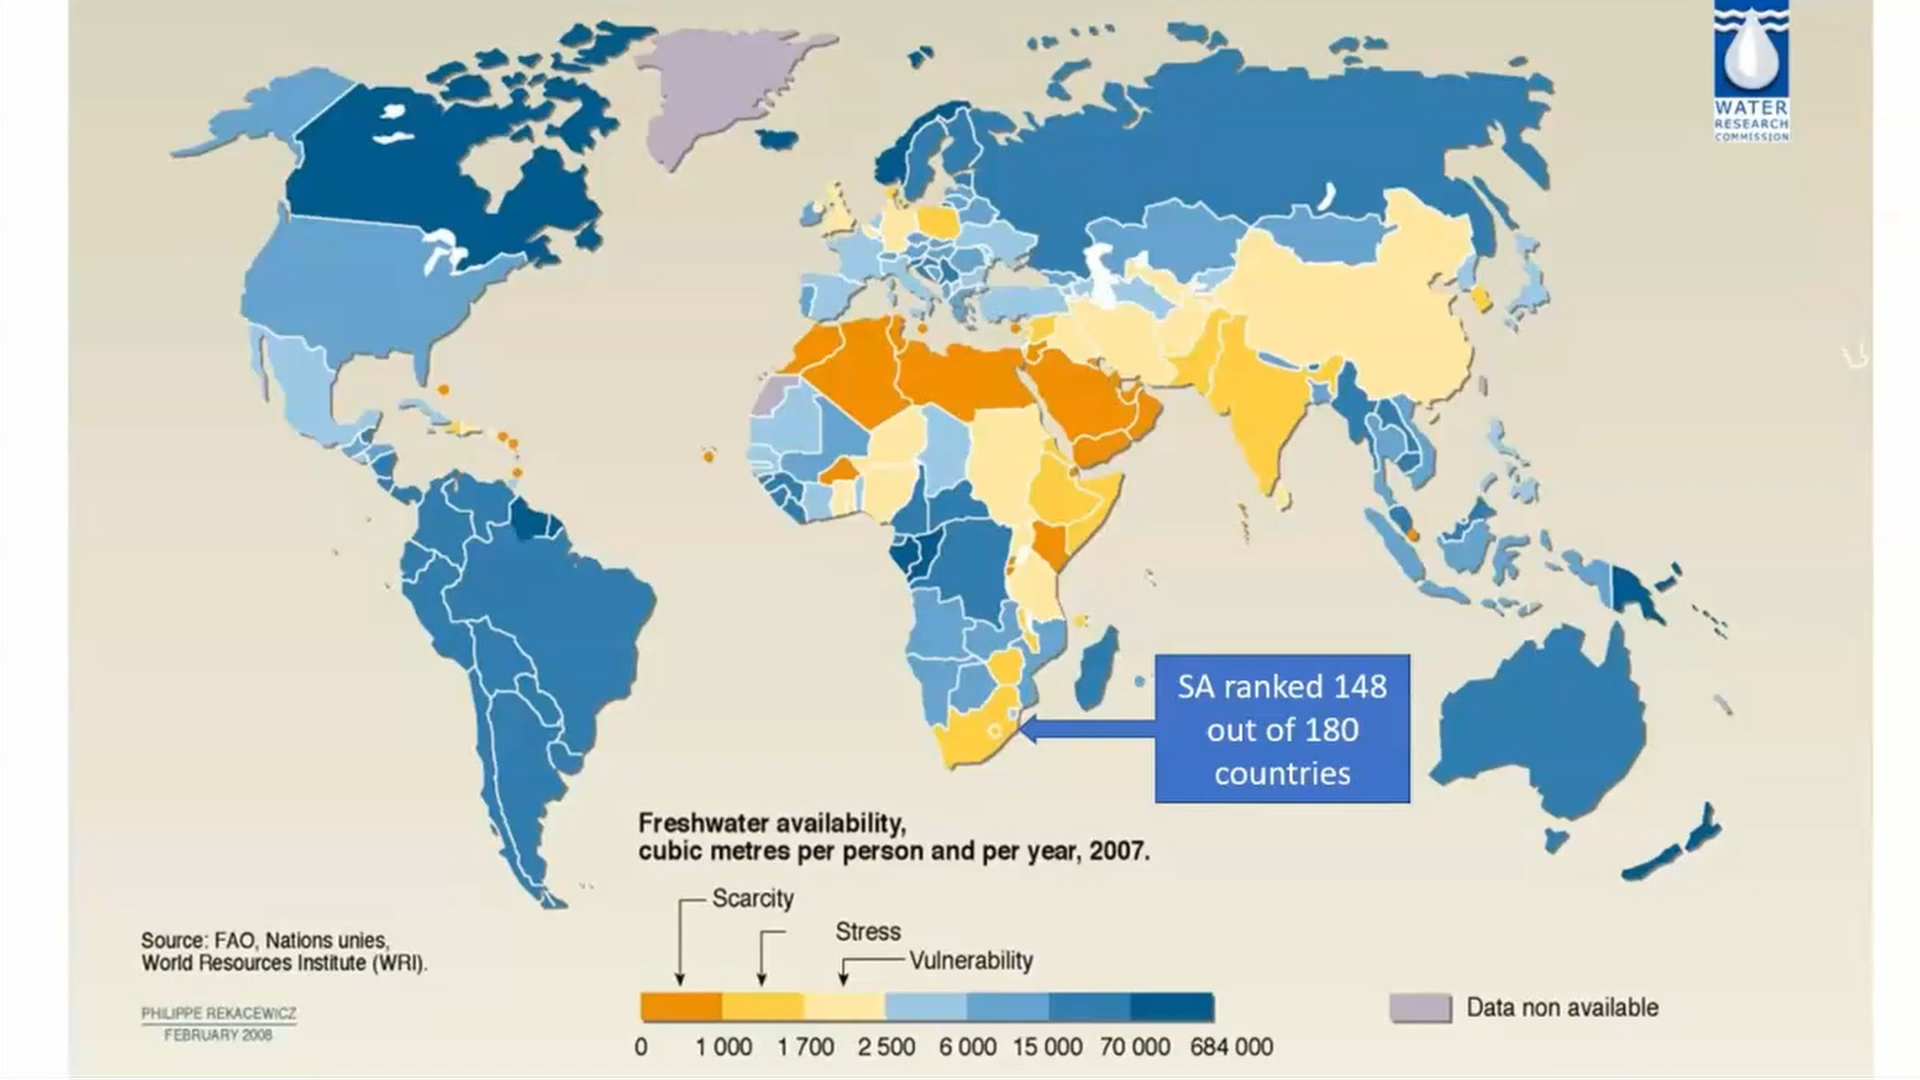 WATER
RESEARCH
COMMISSION
SA ranked 148
out of 180
countries
Freshwater availability,
cubic metres per person and per year, 2007.
Scarcity
Stress
Vulnerability
0 1 000 1 700 2 500 6 000 15 000 70 000 684 000
Data non available
Source: FAO, Nations unies,
World Resources Institute (WRI).
PHILIPPE REKACEWICZ
FEBRUARY 2008